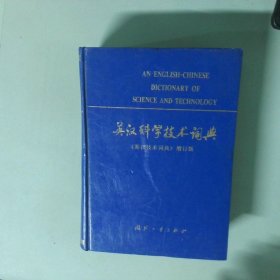 AN ENGLISH-CHINESE
DICTIONARY OF
SCIENCE AND TECHNOLOGY
英汉科学技术词典
《英汉技术词典》增订版
国防工业出版社